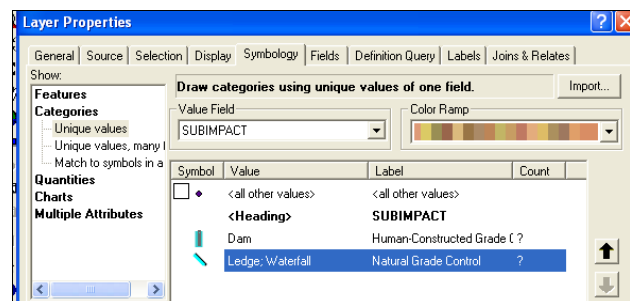 Layer Properties
General Source Selection Display Symbology Fields Definition Query Labels Joins & Relates
Show:
Features
Categories
Unique values
Unique values, many
Match to symbols in a
Quantities
Charts
Multiple Attributes
Draw categories using unique values of one field.
Import...
Value Field
SUBIMPACT
Color Ramp
Symbol Value Label Count
<all other values> <all other values>
<Heading> SUBIMPACT
Dam Human-Constructed Grade C ?
Ledge; Waterfall Natural Grade Control ?